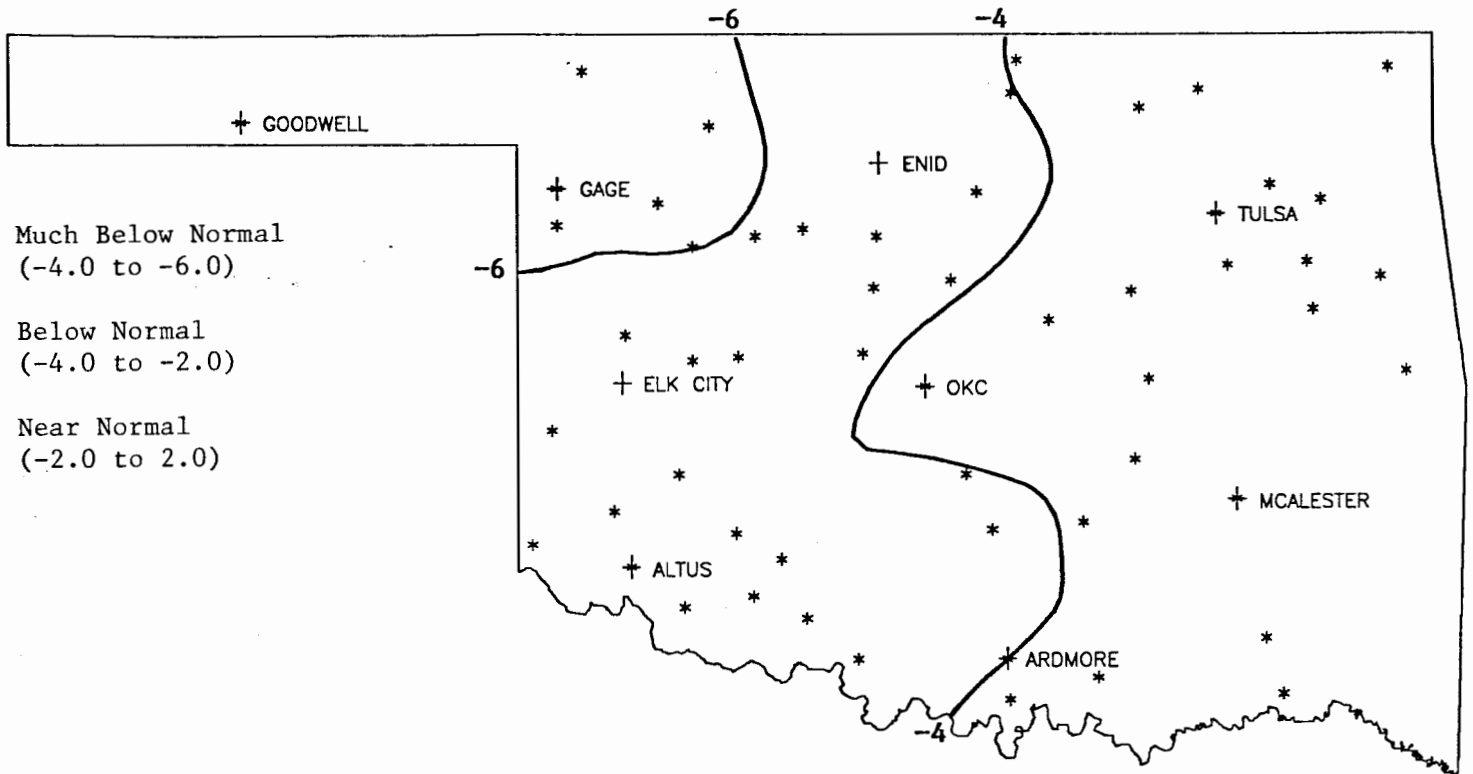 -6
-4
GOODWELL
ENID
GAGE
TULSA
Much Below Normal
(-4.0 to -6.0)
-6
Below Normal
(-4.0 to -2.0)
ELK CITY
OKC
Near Normal
(-2.0 to 2.0)
MCALESTER
ALTUS
ARDMORE
-4